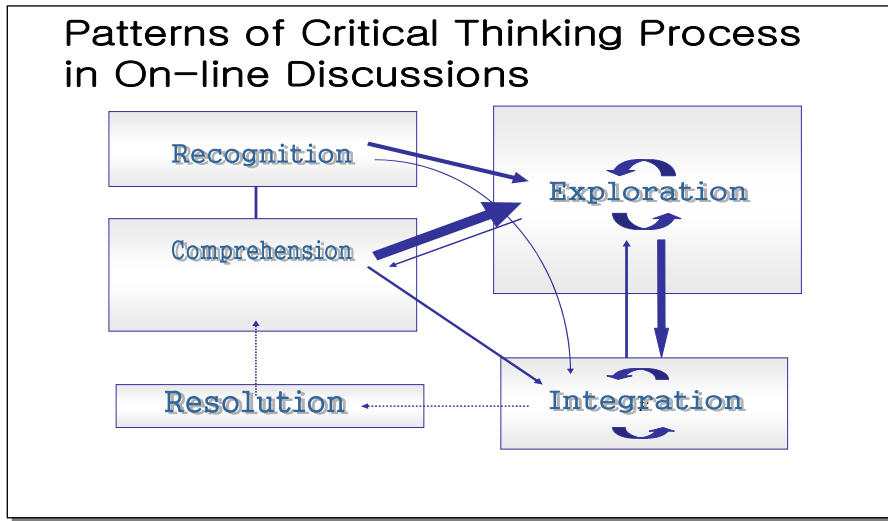 Patterns of Critical Thinking Process
in On-line Discussions
Recognition
Exploration
Comprehension
Resolution
Integration